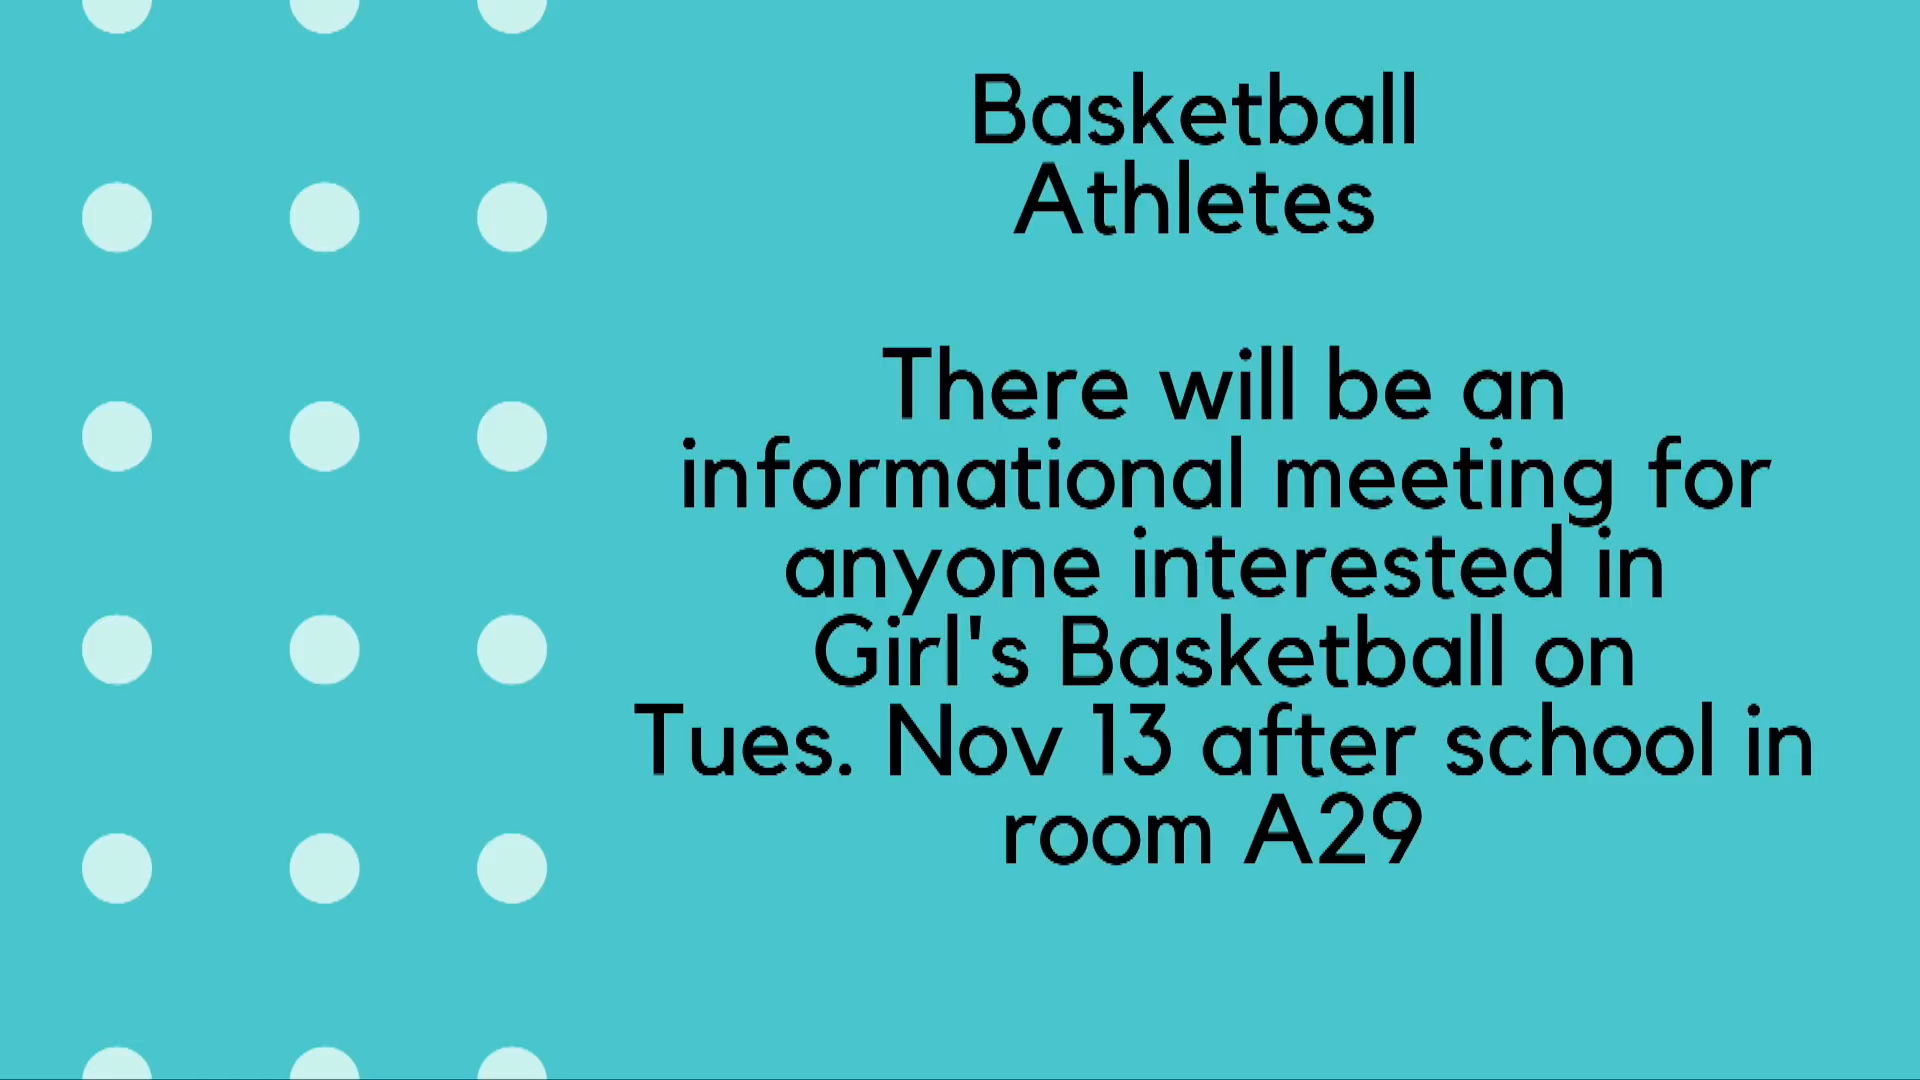 Basketball
Athletes
There will be an
informational meeting for
anyone interested in
Girl's Basketball on
Tues. Nov 13 after school in
room A29